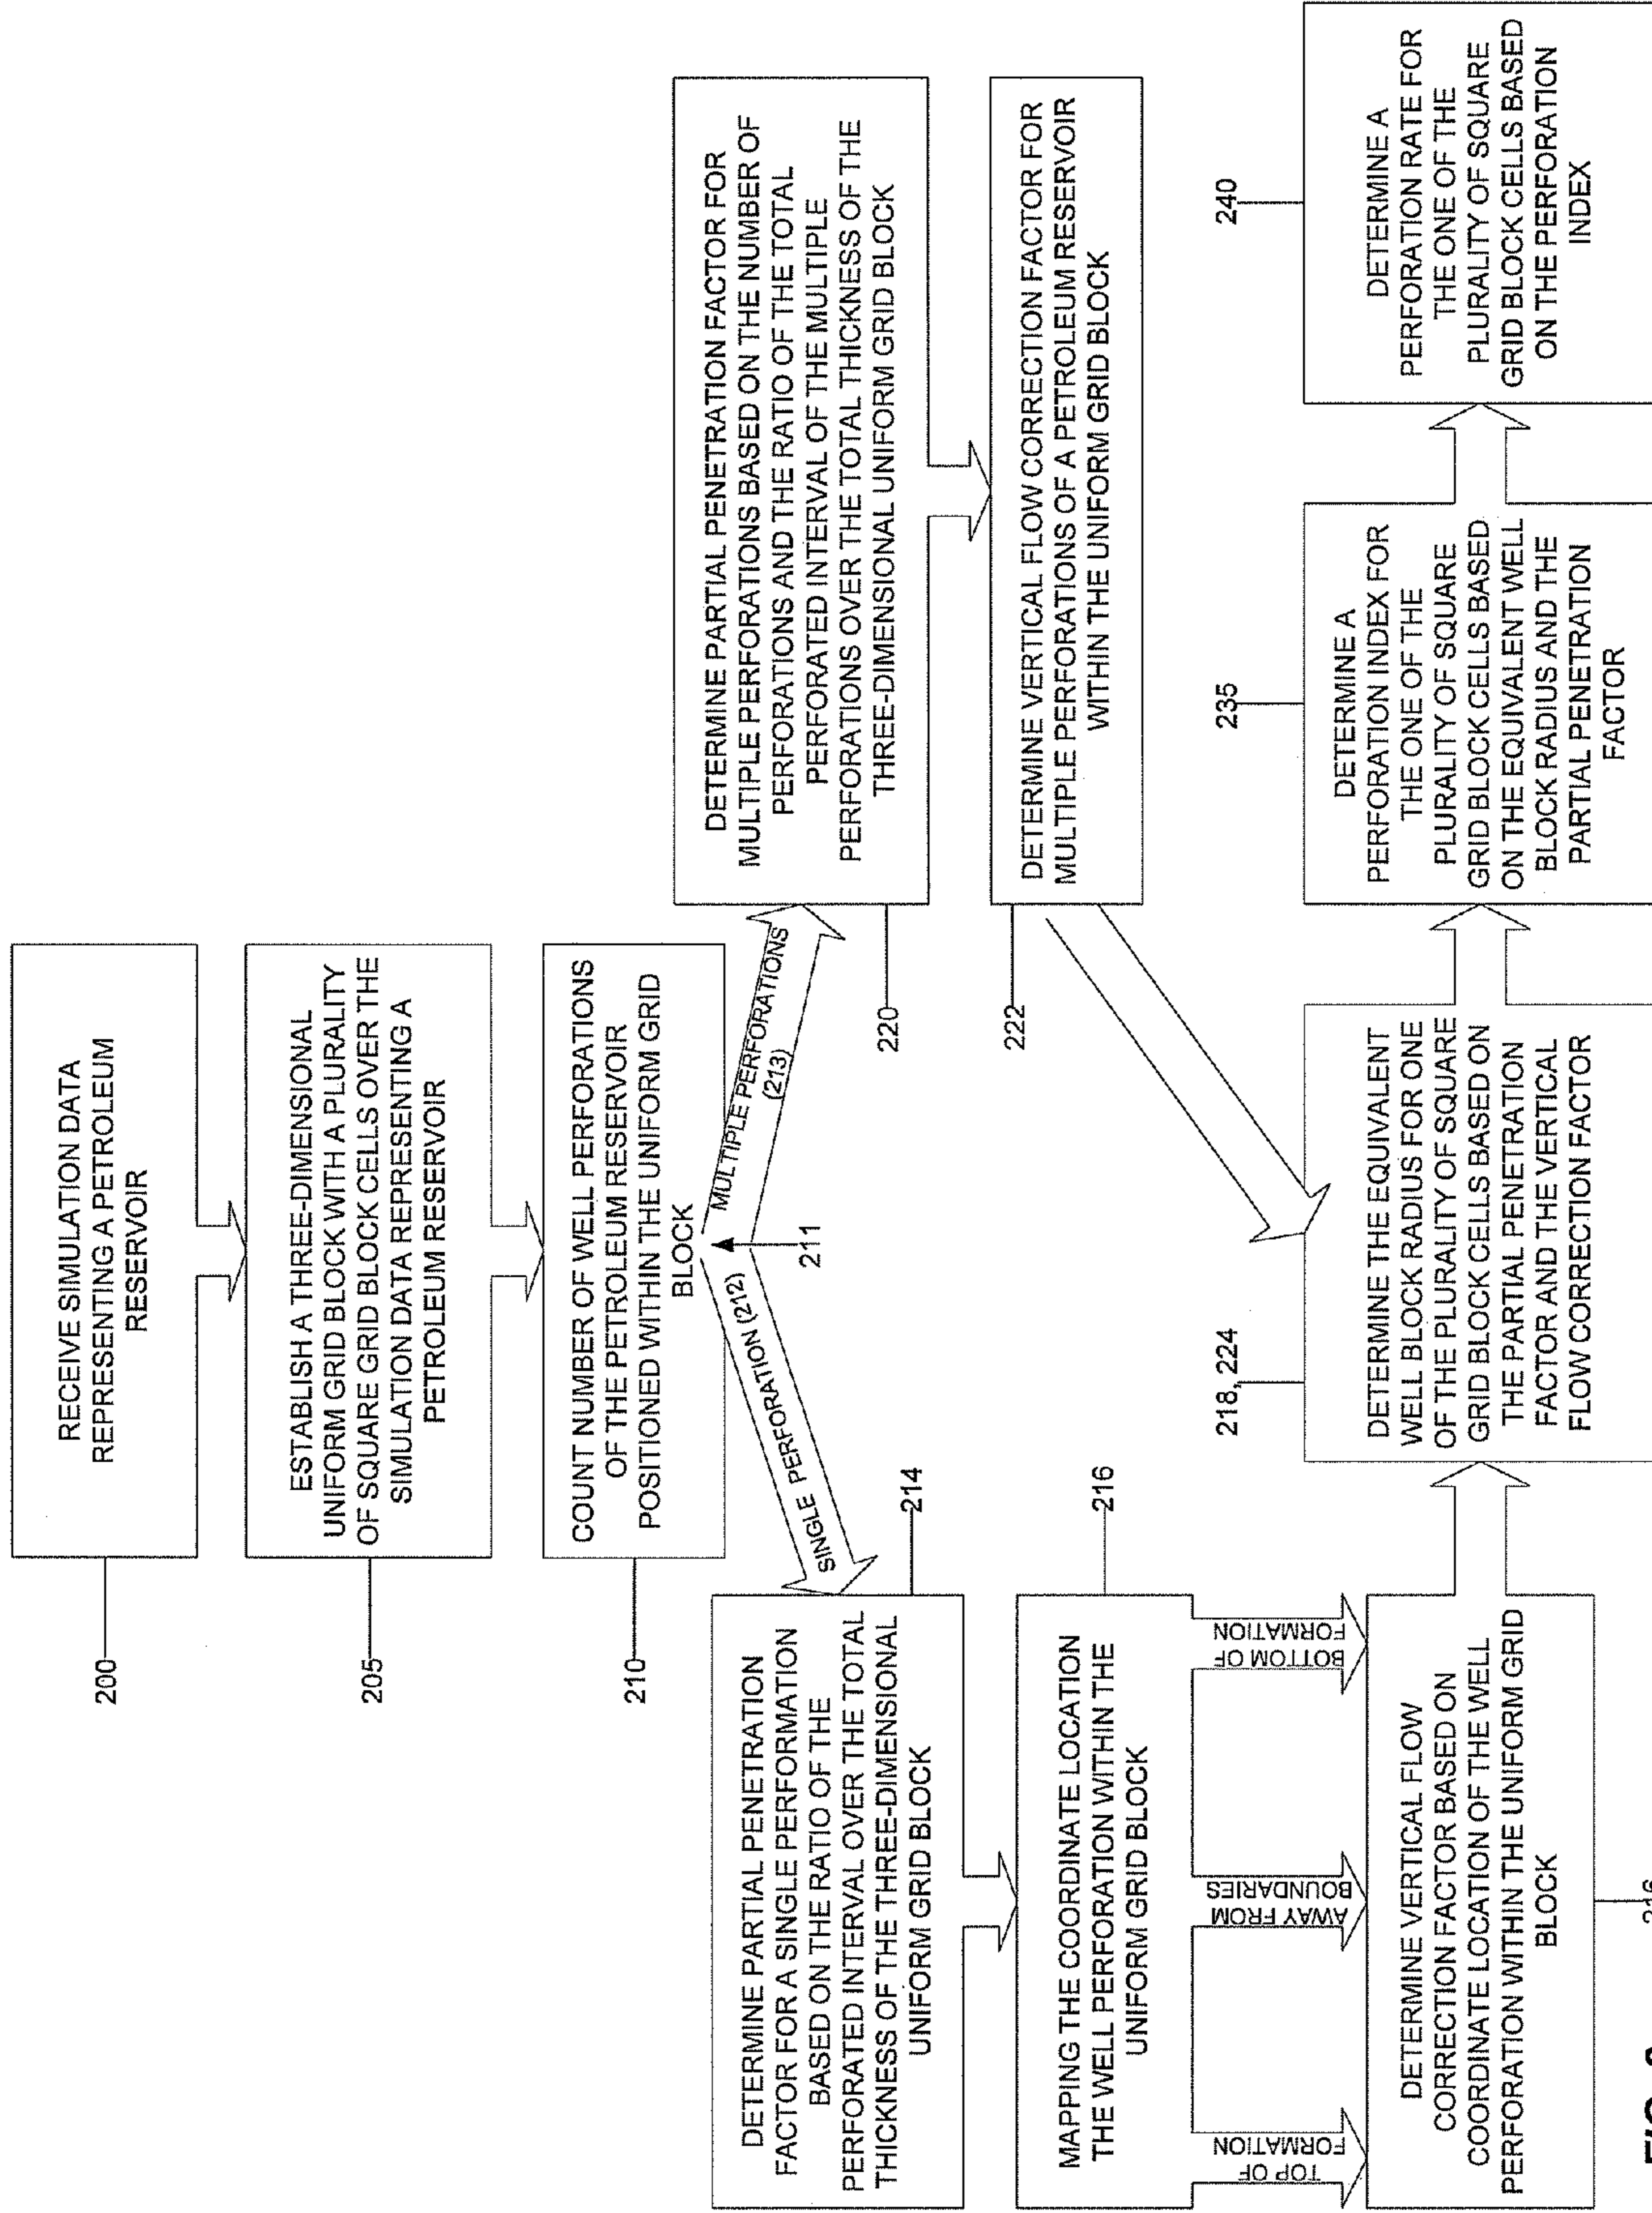 RECEIVE SIMULATION DATA
REPRESENTING A PETROLEUM
RESERVOIR
200
ESTABLISH A THREE-DIMENSIONAL
UNIFORM GRID BLOCK WITH A PLURALITY
OF SQUARE GRID BLOCK CELLS OVER THE
SIMULATION DATA REPRESENTING A
PETROLEUM RESERVOIR
205
COUNT NUMBER OF WELL PERFORATIONS
OF THE PETROLEUM RESERVOIR
POSITIONED WITHIN THE UNIFORM GRID
BLOCK
210
211
SINGLE PERFORATION (212)
MULTIPLE PERFORATIONS
(213)
DETERMINE PARTIAL PENETRATION
FACTOR FOR A SINGLE PERFORMATION
BASED ON THE RATIO OF THE
PERFORATED INTERVAL OVER THE TOTAL
THICKNESS OF THE THREE-DIMENSIONAL
UNIFORM GRID BLOCK
214
MAPPING THE COORDINATE LOCATION
THE WELL PERFORATION WITHIN THE
UNIFORM GRID BLOCK
216
TOP OF
FORMATION
AWAY FROM
BOUNDARIES
BOTTOM OF
FORMATION
DETERMINE VERTICAL FLOW
CORRECTION FACTOR BASED ON
COORDINATE LOCATION OF THE WELL
PERFORATION WITHIN THE UNIFORM GRID
BLOCK
216
DETERMINE PARTIAL PENETRATION FACTOR FOR
MULTIPLE PERFORATIONS BASED ON THE NUMBER OF
PERFORATIONS AND THE RATIO OF THE TOTAL
PERFORATED INTERVAL OF THE MULTIPLE
PERFORATIONS OVER THE TOTAL THICKNESS OF THE
THREE-DIMENSIONAL UNIFORM GRID BLOCK
220
DETERMINE VERTICAL FLOW CORRECTION FACTOR FOR
MULTIPLE PERFORATIONS OF A PETROLEUM RESERVOIR
WITHIN THE UNIFORM GRID BLOCK
222
218, 224
DETERMINE THE EQUIVALENT
WELL BLOCK RADIUS FOR ONE
OF THE PLURALITY OF SQUARE
GRID BLOCK CELLS BASED ON
THE PARTIAL PENETRATION
FACTOR AND THE VERTICAL
FLOW CORRECTION FACTOR
235
DETERMINE A
PERFORATION INDEX FOR
THE ONE OF THE
PLURALITY OF SQUARE
GRID BLOCK CELLS BASED
ON THE EQUIVALENT WELL
BLOCK RADIUS AND THE
PARTIAL PENETRATION
FACTOR
240
DETERMINE A
PERFORATION RATE FOR
THE ONE OF THE
PLURALITY OF SQUARE
GRID BLOCK CELLS BASED
ON THE PERFORATION
INDEX
FIG.